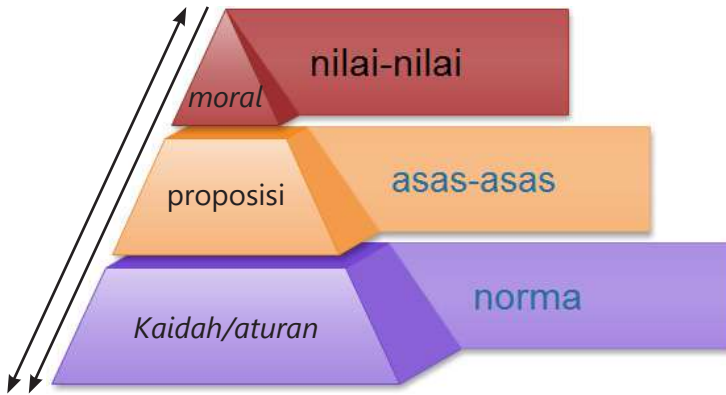 moral
nilai-nilai
proposisi
asas-asas
Kaidah/aturan
norma